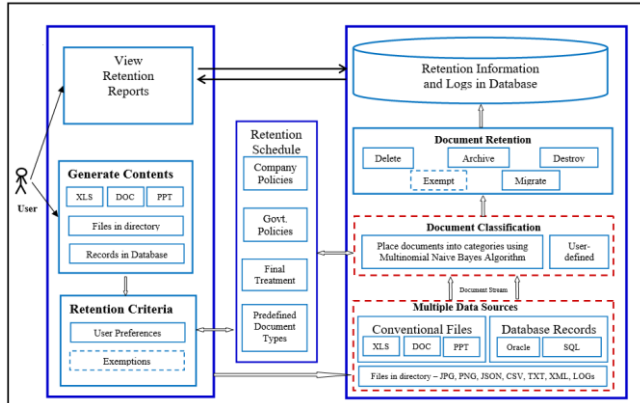 View
Retention
Reports
User
Generate Contents
XLS DOC PPT
Files in directory
Records in Database
Retention Criteria
User Preferences
Exemptions
Retention
Schedule
Company
Policies
Govt.
Policies
Final
Treatment
Predefined
Document
Types
Retention Information
and Logs in Database
Document Retention
Delete Archive Destrov
Exempt Migrate
Document Classification
Place documents into categories using
Multinomial Naive Bayes Algorithm
User-
defined
Document Stream
Multiple Data Sources
Conventional Files
XLS DOC PPT
Database Records
Oracle SQL
Files in directory – JPG, PNG, JSON, CSV, TXT, XML, LOGs